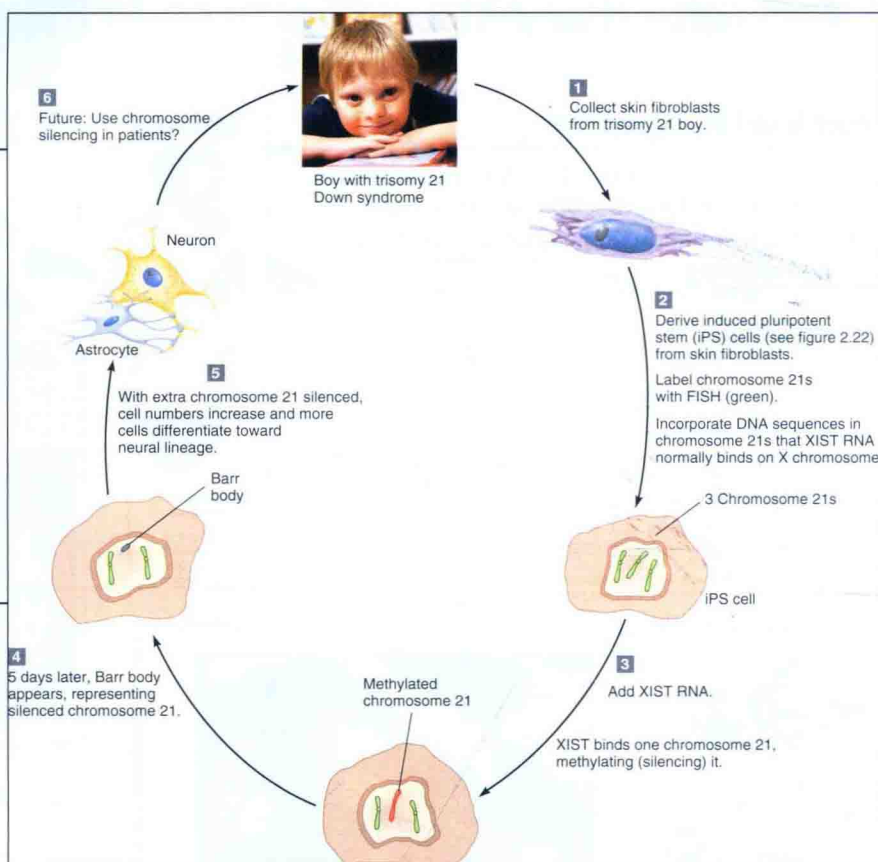 6
Future: Use chromosome
silencing in patients?
Boy with trisomy 21
Down syndrome
1
Collect skin fibroblasts
from trisomy 21 boy.
2
Derive induced pluripotent
stem (iPS) cells (see figure 2.22)
from skin fibroblasts.
Label chromosome 21s
with FISH (green).
Incorporate DNA sequences in
chromosome 21s that XIST RNA
normally binds on X chromosome
3 Chromosome 21s
iPS cell
3
Add XIST RNA.
XIST binds one chromosome 21,
methylating (silencing) it.
Methylated
chromosome 21
4
5 days later, Barr body
appears, representing
silenced chromosome 21.
Barr
body
5
With extra chromosome 21 silenced,
cell numbers increase and more
cells differentiate toward
neural lineage.
Neuron
Astrocyte